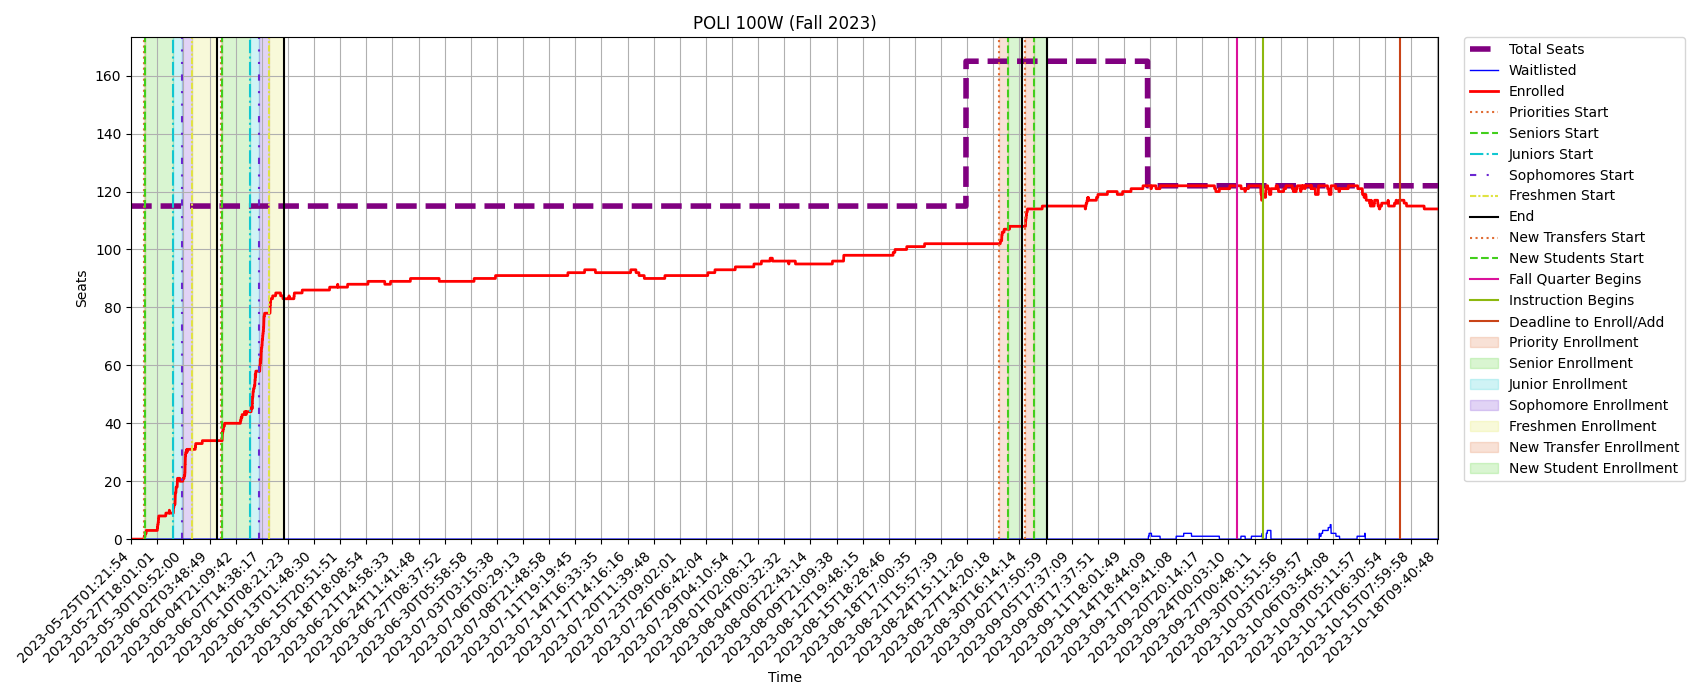 POLI 100W (Fall 2023)
Seats
160
140
120
100
80
60
40
20
0
Total Seats
Waitlisted
Enrolled
Priorities Start
Seniors Start
Juniors Start
Sophomores Start
Freshmen Start
End
New Transfers Start
New Students Start
Fall Quarter Begins
Instruction Begins
Deadline to Enroll/Add
Priority Enrollment
Senior Enrollment
Junior Enrollment
Sophomore Enrollment
Freshmen Enrollment
New Transfer Enrollment
New Student Enrollment
2023-05-25T01:21:54
2023-05-27T18:01:01
2023-05-30T10:52:00
2023-06-02T03:48:49
2023-06-04T21:09:42
2023-06-07T14:38:17
2023-06-10T08:21:23
2023-06-13T01:48:30
2023-06-15T20:51:51
2023-06-18T18:08:54
2023-06-21T14:58:33
2023-06-24T11:41:48
2023-06-27T08:37:52
2023-06-30T05:58:58
2023-07-03T03:15:38
2023-07-06T00:29:13
2023-07-08T21:48:58
2023-07-11T19:19:45
2023-07-14T16:33:35
2023-07-17T14:16:16
2023-07-20T11:39:48
2023-07-23T09:02:01
2023-07-26T06:42:04
2023-07-29T04:10:54
2023-08-01T02:08:12
2023-08-04T00:32:32
2023-08-06T22:43:14
2023-08-09T21:09:38
2023-08-12T19:48:15
2023-08-15T18:28:46
2023-08-18T17:00:35
2023-08-21T15:57:39
2023-08-24T15:11:26
2023-08-27T14:20:18
2023-08-30T16:14:14
2023-09-02T17:50:59
2023-09-05T17:37:09
2023-09-08T17:37:51
2023-09-11T18:01:49
2023-09-14T18:44:09
2023-09-17T19:41:08
2023-09-20T20:14:17
2023-09-24T00:03:10
2023-09-27T00:48:11
2023-09-30T01:51:56
2023-10-03T02:59:57
2023-10-06T03:54:08
2023-10-09T05:11:57
2023-10-12T06:30:54
2023-10-15T07:59:58
2023-10-18T09:40:48
Time